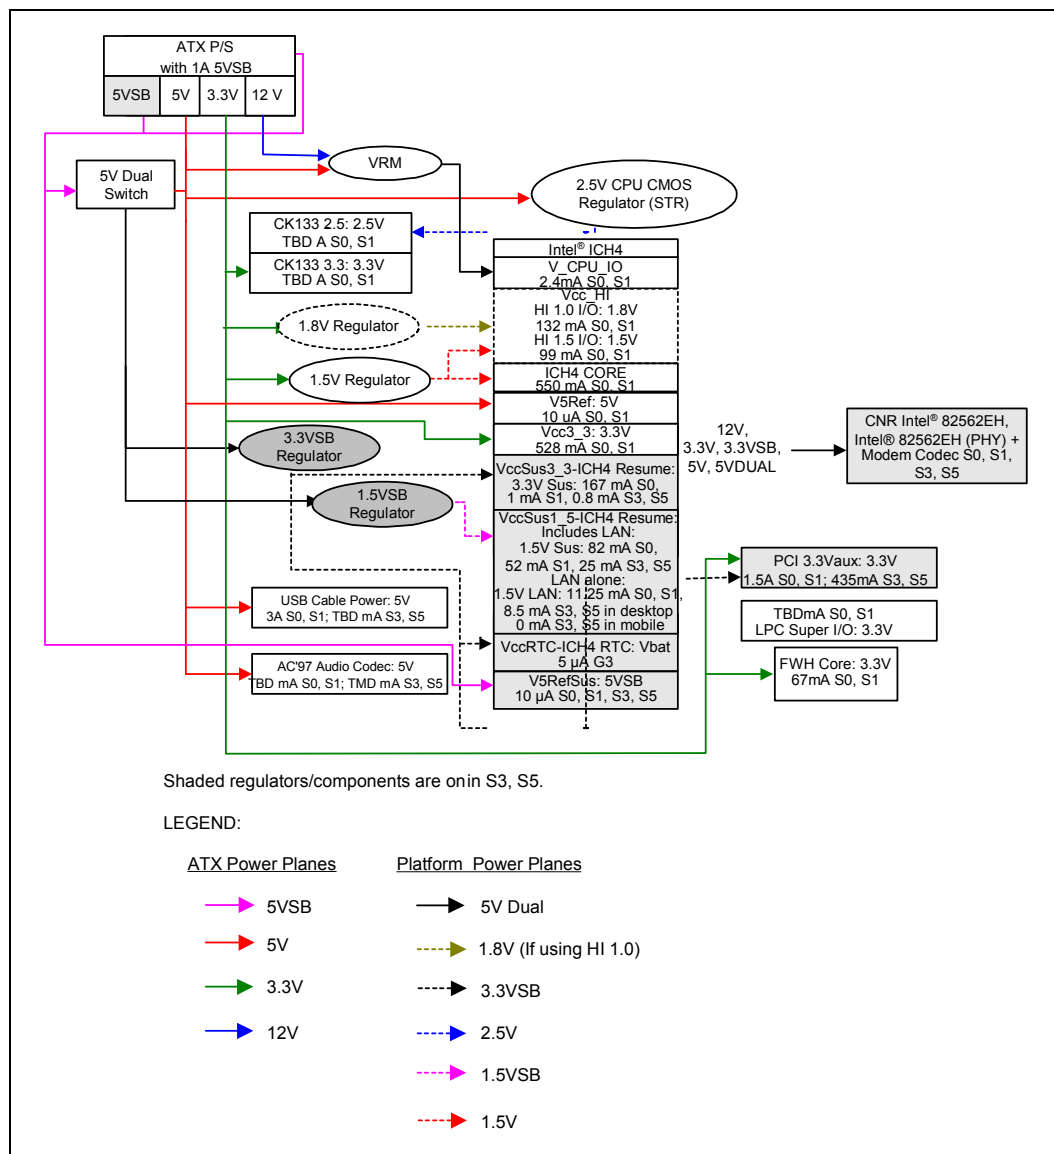 ATX P/S
with 1A 5VSB
5VSB
5V
3.3V
12 V
VRM
5V Dual
Switch
2.5V CPU CMOS
Regulator (STR)
CK133 2.5: 2.5V
TBD A S0, S1
CK133 3.3: 3.3V
TBD A S0, S1
Intel® ICH4
V_CPU_IO
2.4mA S0, S1
Vcc_HI
HI 1.0 I/O: 1.8V
132 mA S0, S1
HI 1.5 I/O: 1.5V
99 mA S0, S1
1.8V Regulator
1.5V Regulator
ICH4 CORE
550 mA S0, S1
V5Ref: 5V
10 uA S0, S1
Vcc3_3: 3.3V
528 mA S0, S1
12V,
3.3V, 3.3VSB,
5V, 5VDUAL
CNR Intel® 82562EH,
Intel® 82562EH (PHY) +
Modem Codec S0, S1,
S3, S5
3.3VSB
Regulator
VccSus3_3-ICH4 Resume:
3.3V Sus: 167 mA S0,
1 mA S1, 0.8 mA S3, S5
1.5VSB
Regulator
VccSus1_5-ICH4 Resume:
Includes LAN:
1.5V Sus: 82 mA S0,
52 mA S1, 25 mA S3, S5
LAN alone:
1.5V LAN: 11.25 mA S0, S1,
8.5 mA S3, S5 in desktop
0 mA S3, S5 in mobile
PCI 3.3Vaux: 3.3V
1.5A S0, S1; 435mA S3, S5
USB Cable Power: 5V
3A S0, S1; TBD mA S3, S5
TBDmA S0, S1
LPC Super I/O: 3.3V
VccRTC-ICH4 RTC: Vbat
5 µA G3
AC'97 Audio Codec: 5V
TBD mA S0, S1; TMD mA S3, S5
V5RefSus: 5VSB
10 µA S0, S1, S3, S5
FWH Core: 3.3V
67mA S0, S1
Shaded regulators/components are on in S3, S5.
LEGEND:
ATX Power Planes
Platform Power Planes
5VSB
5V Dual
5V
1.8V (If using HI 1.0)
3.3V
3.3VSB
12V
2.5V
1.5VSB
1.5V